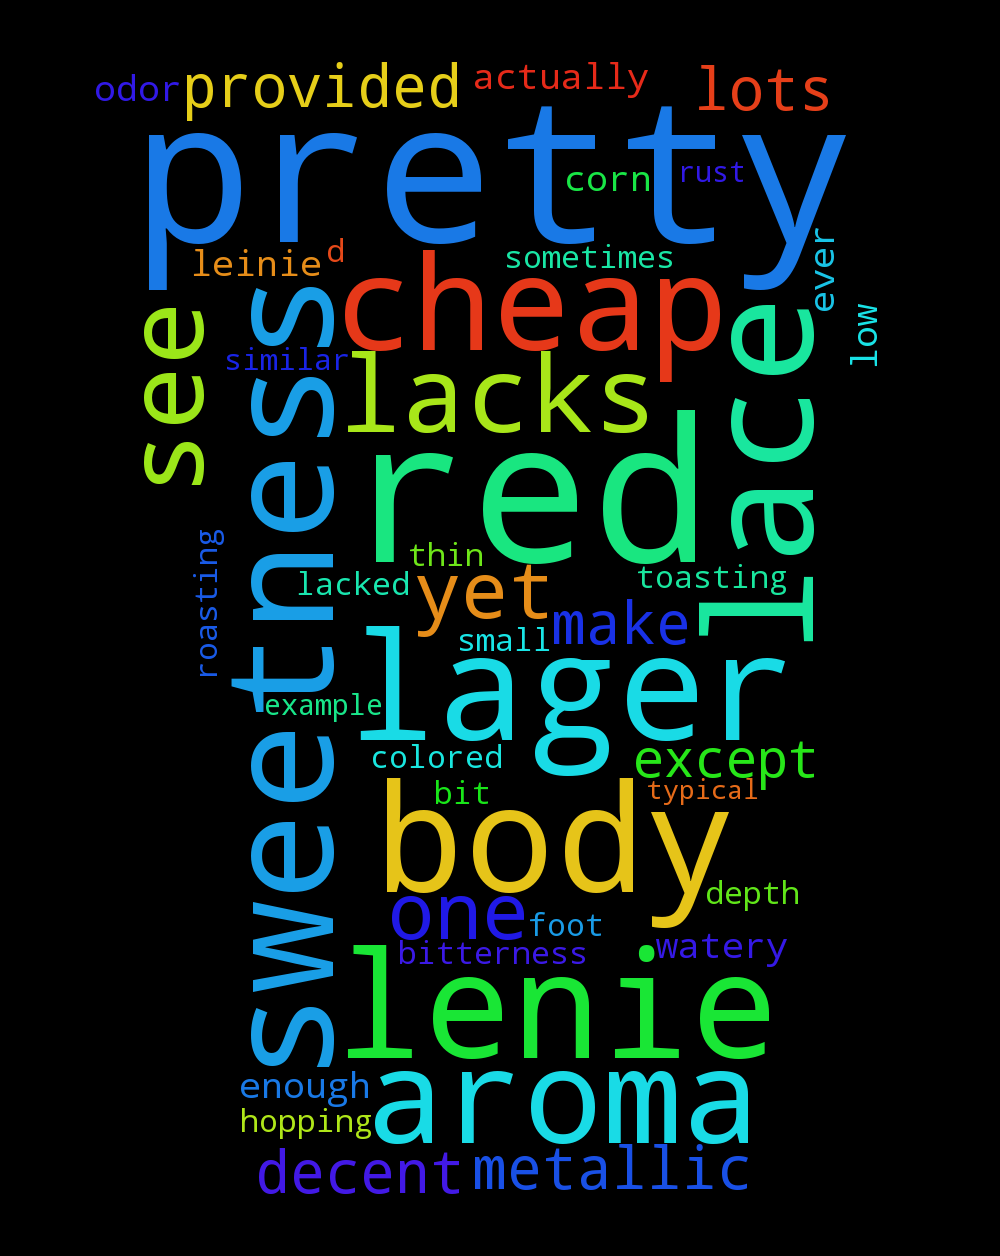 odor
provided
actually
lots
pretty
corn
rust
leinie
d
sometimes
ever
cheap
low
see
similar
lacks
lace
sweetness
red
roasting
thin
lacked
yet
toasting
make
small
lager
example
colored
except
bit
typical
body
depth
one
foot
bitterness
watery
lenie
enough
aroma
hopping
decent
metallic